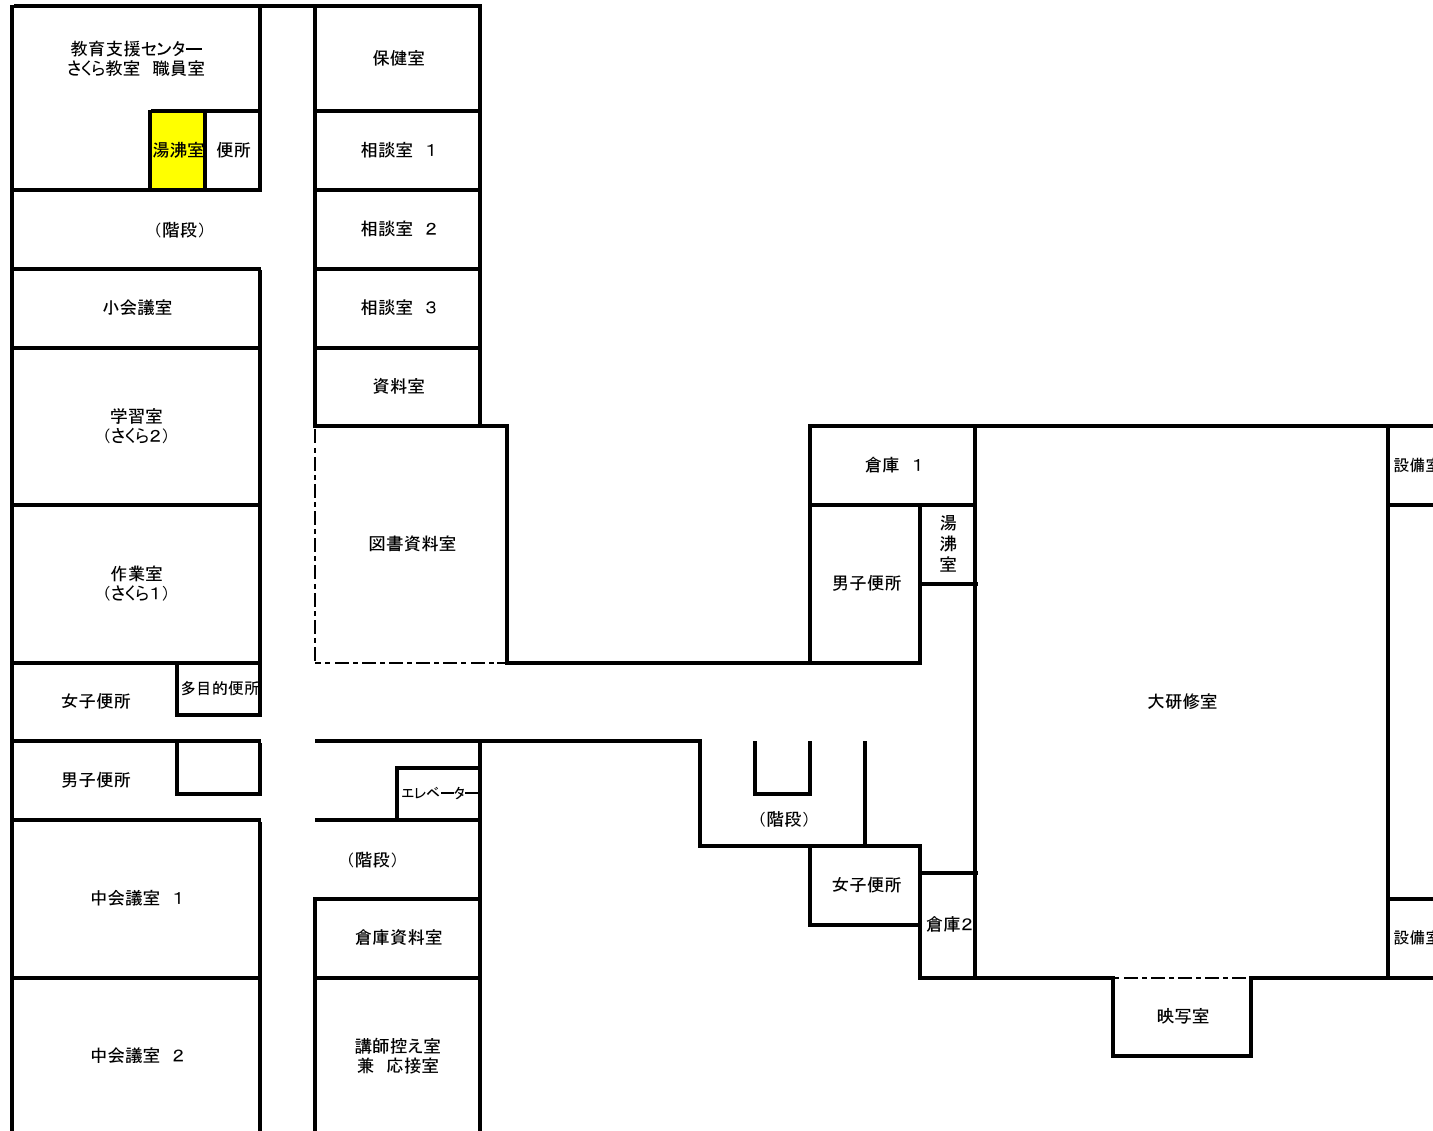 教育支援センター
さくら教室　職員室
保健室
湯沸室
便所
相談室　1
（階段）
相談室　2
小会議室
相談室　3
資料室
学習室
（さくら2）
倉庫　1
設備室
図書資料室
湯
沸
室
作業室
（さくら1）
男子便所
女子便所
多目的便所
大研修室
男子便所
エレベーター
（階段）
（階段）
女子便所
中会議室　1
倉庫2
倉庫資料室
設備室
映写室
中会議室　2
講師控え室
兼　応接室